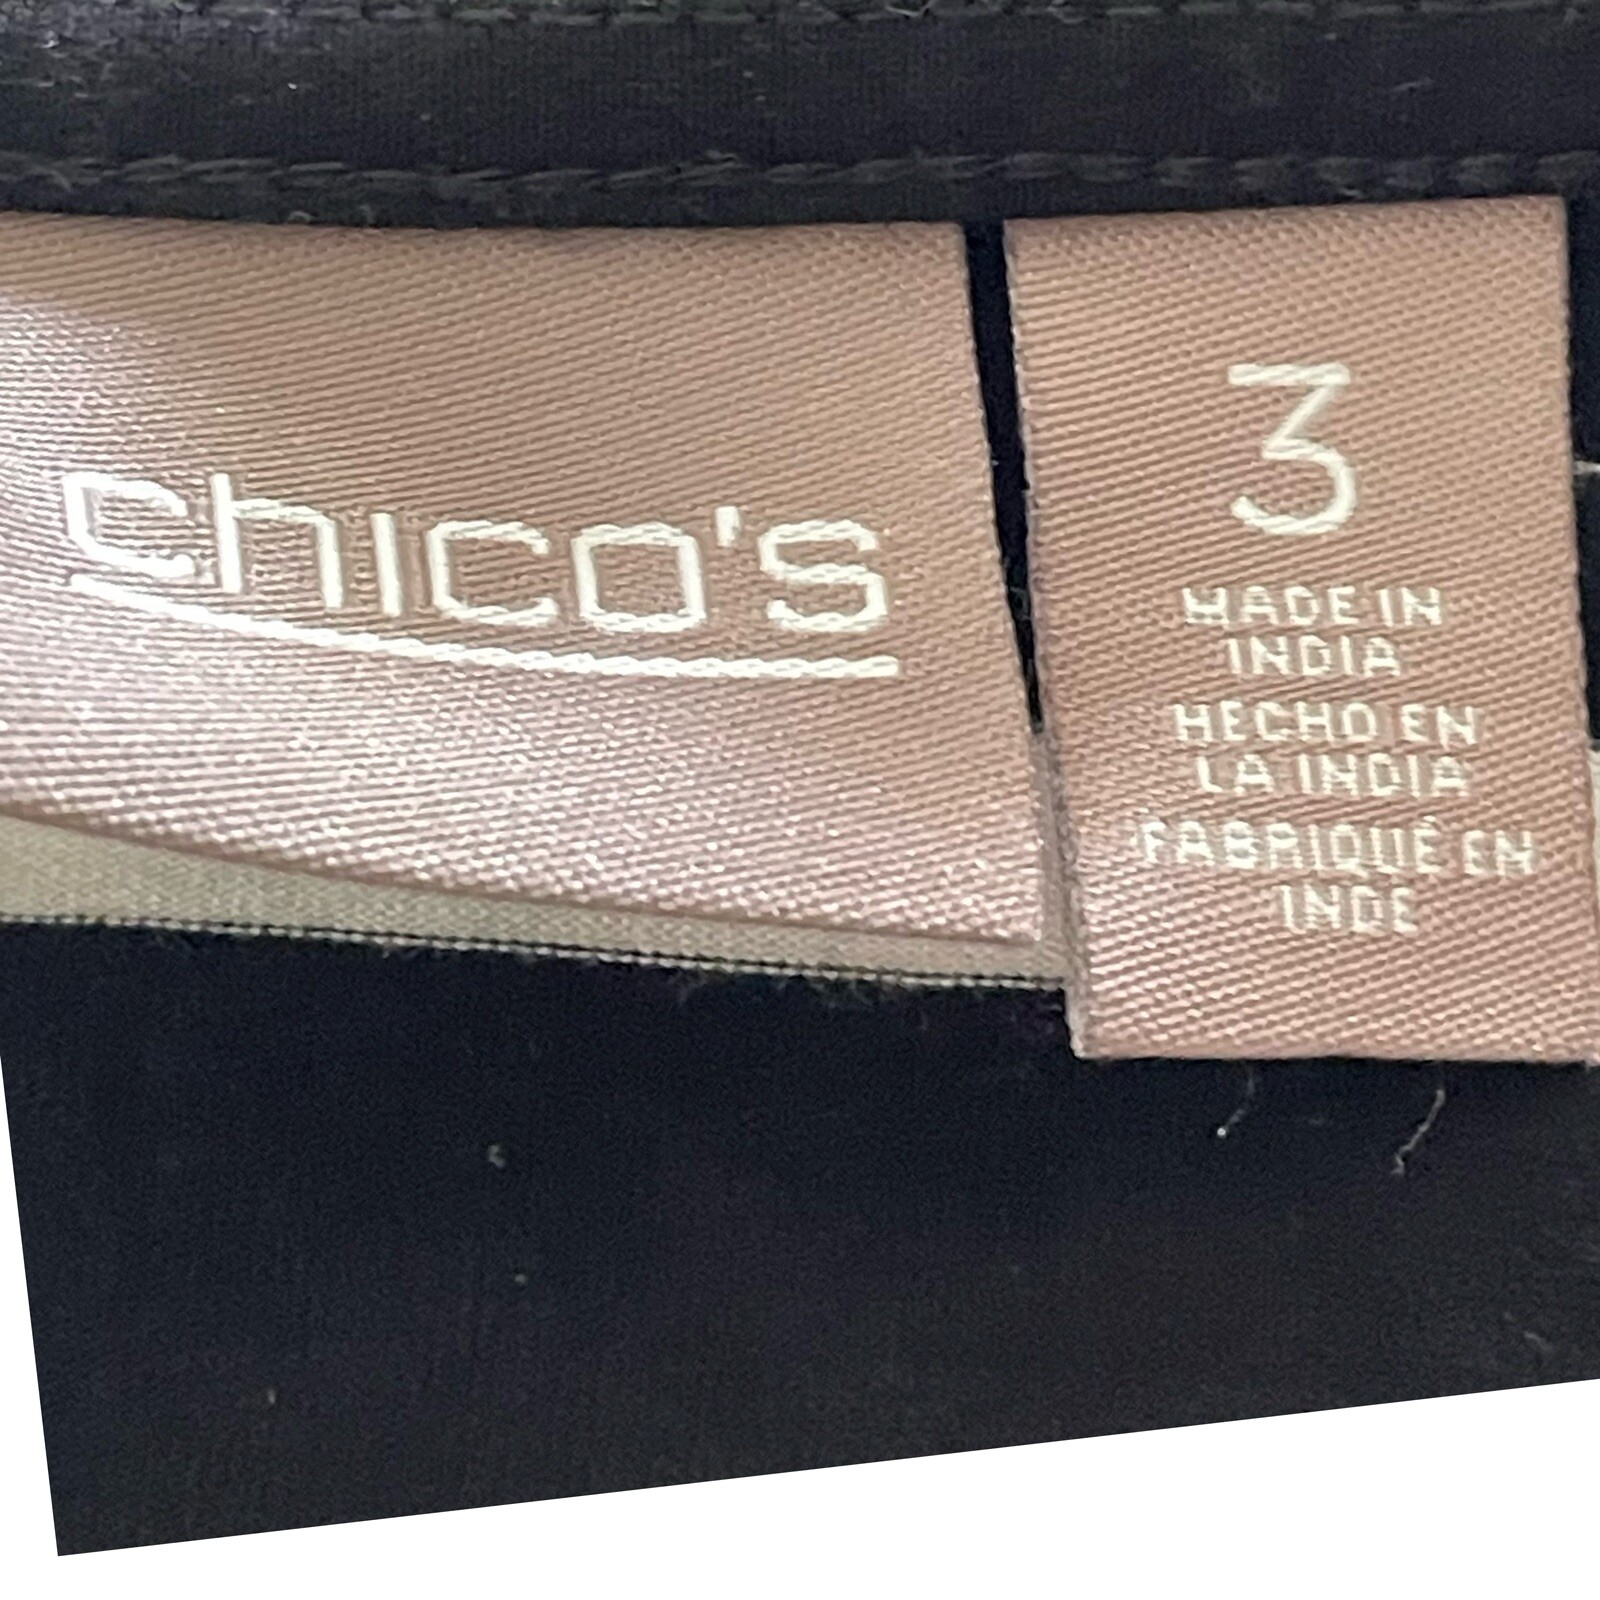 chico's
3
MADE IN
INDIA
HECHO EN
LA INDIA
FABRIQUÉ EN
INDE